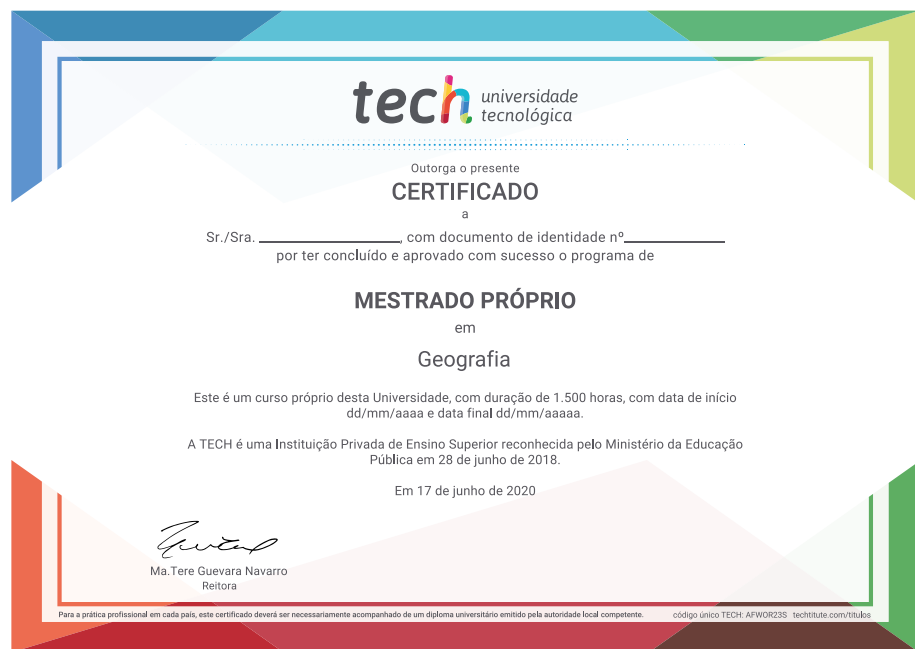 tech universidade
tecnológica
Outorga o presente
CERTIFICADO
a
Sr./Sra. ____________________, com documento de identidade nº______________
por ter concluído e aprovado com sucesso o programa de
MESTRADO PRÓPRIO
em
Geografia
Este é um curso próprio desta Universidade, com duração de 1.500 horas, com data de início
dd/mm/aaaa e data final dd/mm/aaaaa.
A TECH é uma Instituição Privada de Ensino Superior reconhecida pelo Ministério da Educação
Pública em 28 de junho de 2018.
Em 17 de junho de 2020
Ma.Tere Guevara Navarro
Reitora
Para a prática profissional em cada país, este certificado deverá ser necessariamente acompanhado de um diploma universitário emitido pela autoridade local competente. código único TECH: AFWOR23S techtitute.com/titulos